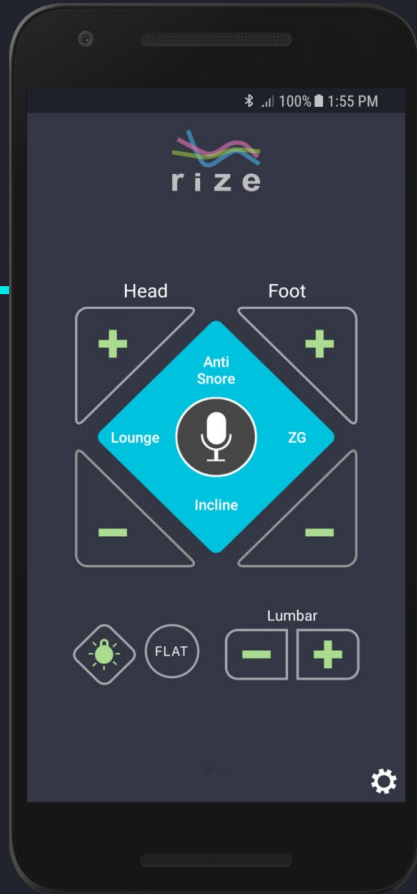 100% 1:55 PM
rize
Head Foot
Anti
Snore
Lounge ZG
Incline
Lumbar
FLAT